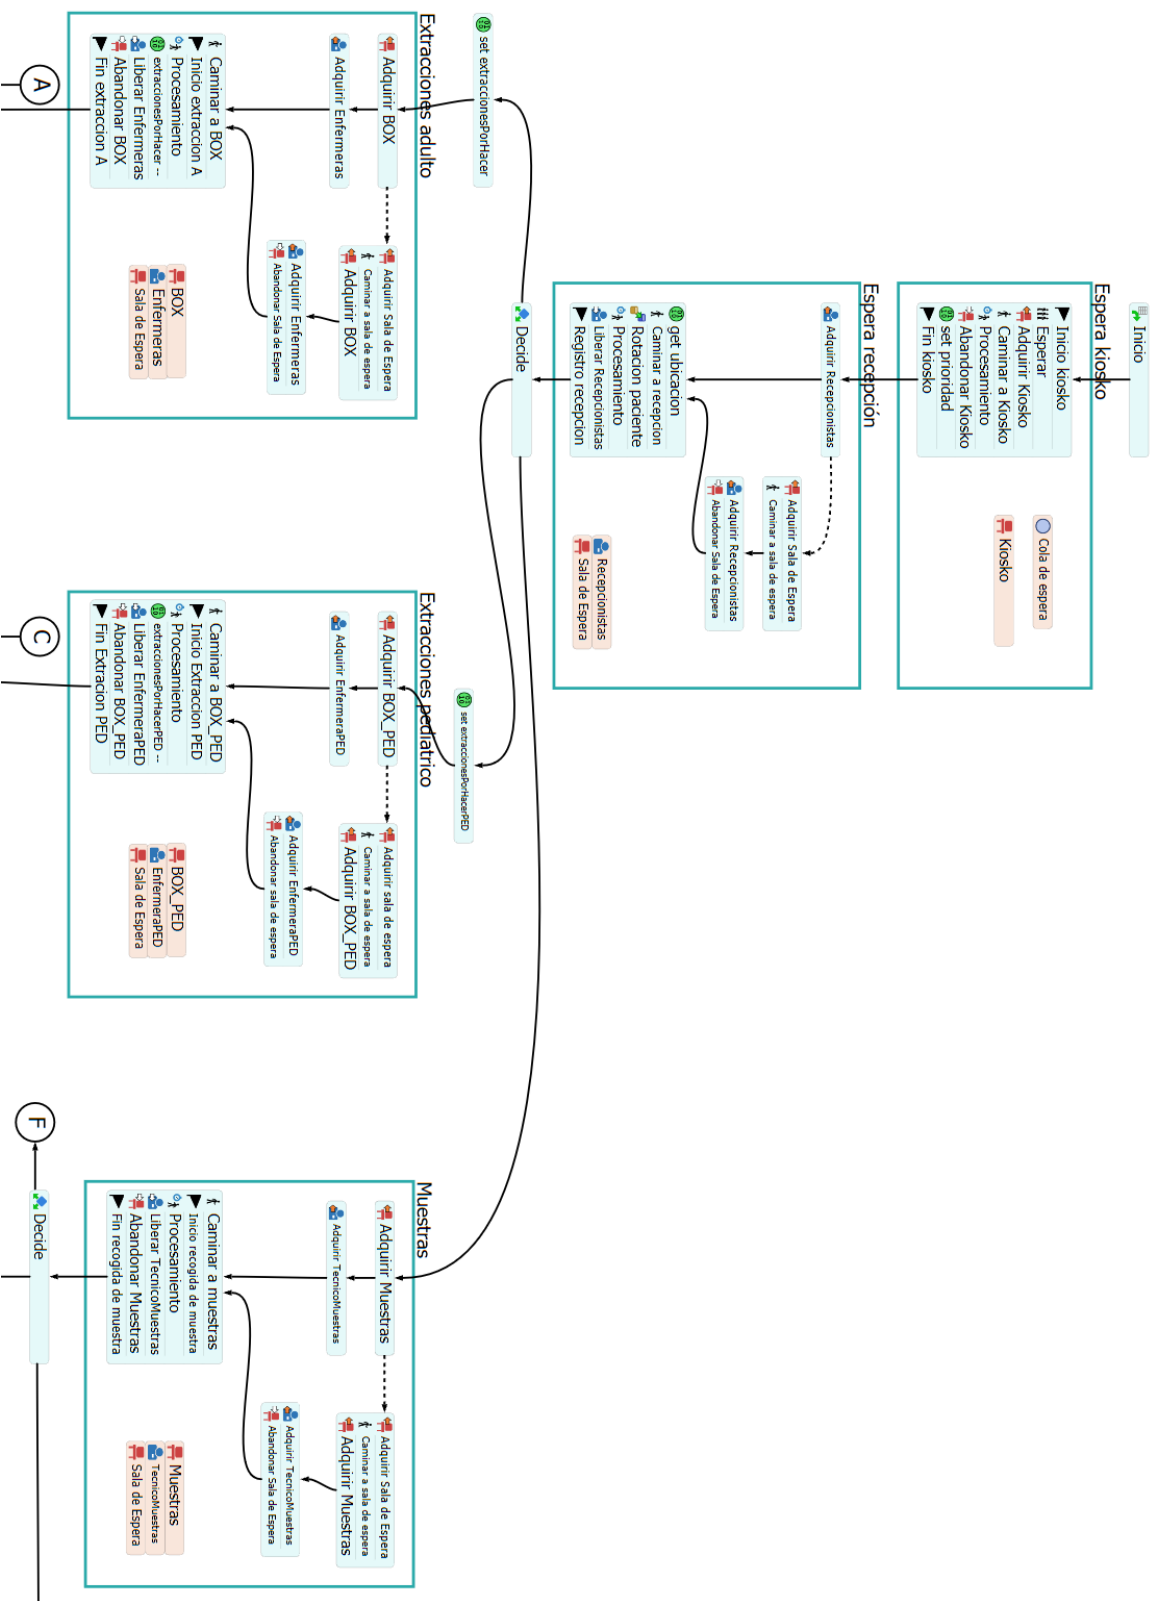 Inicio
Espera kiosko
Inicio kiosko
Esperar
Adquirir Kiosko
Caminar a Kiosko
Procesamiento
Abandonar Kiosko
set prioridad
Fin kiosko
Cola de espera
Kiosko
Espera recepción
Adquirir Recepcionistas
Adquirir Sala de Espera
Caminar a sala de espera
Adquirir Recepcionistas
Abandonar Sala de Espera
get ubicacion
Caminar a recepcion
Rotacion paciente
Procesamiento
Liberar Recepcionistas
Registro recepcion
Recepcionistas
Sala de Espera
Decide
set extraccionesPorHacer
set extraccionesPorHacerPED
Extracciones adulto
Adquirir BOX
Adquirir Enfermeras
Adquirir Sala de Espera
Caminar a sala de espera
Adquirir BOX
Adquirir Enfermeras
Abandonar Sala de Espera
Caminar a BOX
Inicio extraccion A
Procesamiento
extraccionesPorHacer --
Liberar Enfermeras
Abandonar BOX
Fin extraccion A
BOX
Enfermeras
Sala de Espera
A
Extracciones pediatrico
Adquirir BOX_PED
Adquirir EnfermeraPED
Adquirir sala de espera
Caminar a sala de espera
Adquirir BOX_PED
Adquirir EnfermeraPED
Abandonar sala de espera
Caminar a BOX_PED
Inicio Extraccion PED
Procesamiento
extraccionesPorHacerPED --
Liberar EnfermeraPED
Abandonar BOX_PED
Fin Extracion PED
BOX_PED
EnfermeraPED
Sala de Espera
C
Muestras
Adquirir Muestras
Adquirir TecnicoMuestras
Adquirir Sala de Espera
Caminar a sala de espera
Adquirir Muestras
Adquirir TecnicoMuestras
Abandonar Sala de Espera
Caminar a muestras
Inicio recogida de muestra
Procesamiento
Liberar TecnicoMuestras
Abandonar Muestras
Fin recogida de muestra
Muestras
TecnicoMuestras
Sala de Espera
Decide
F